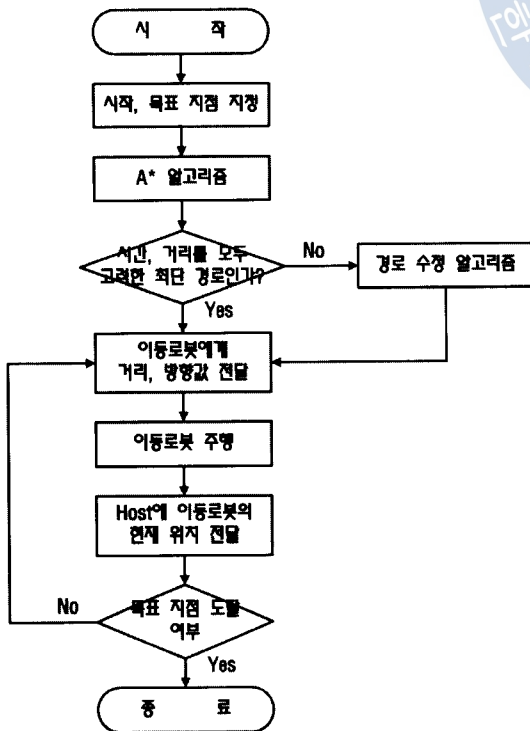 시 작
시작, 목표 지점 지정
A* 알고리즘
시간, 거리를 모두
고려한 최단 경로인가?
No
경로 수정 알고리즘
Yes
이동로봇에게
거리, 방향값 전달
이동로봇 주행
Host에 이동로봇의
현재 위치 전달
No
목표 지점 도달
여부
Yes
종 료